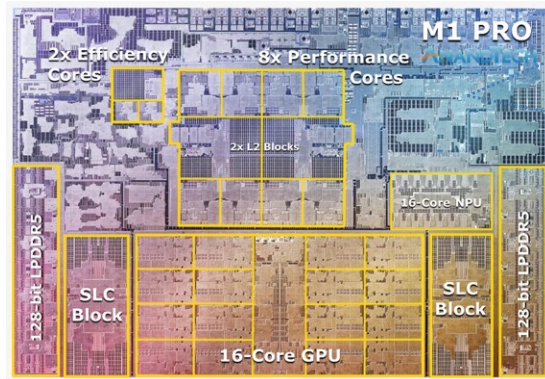 M1 PRO
ANANDTECH
2x Efficiency
Cores
8x Performance
Cores
2x L2 Blocks
16-Core NPU
128-bit LPDDR5
SLC
Block
16-Core GPU
SLC
Block
128-bit LPDDR5